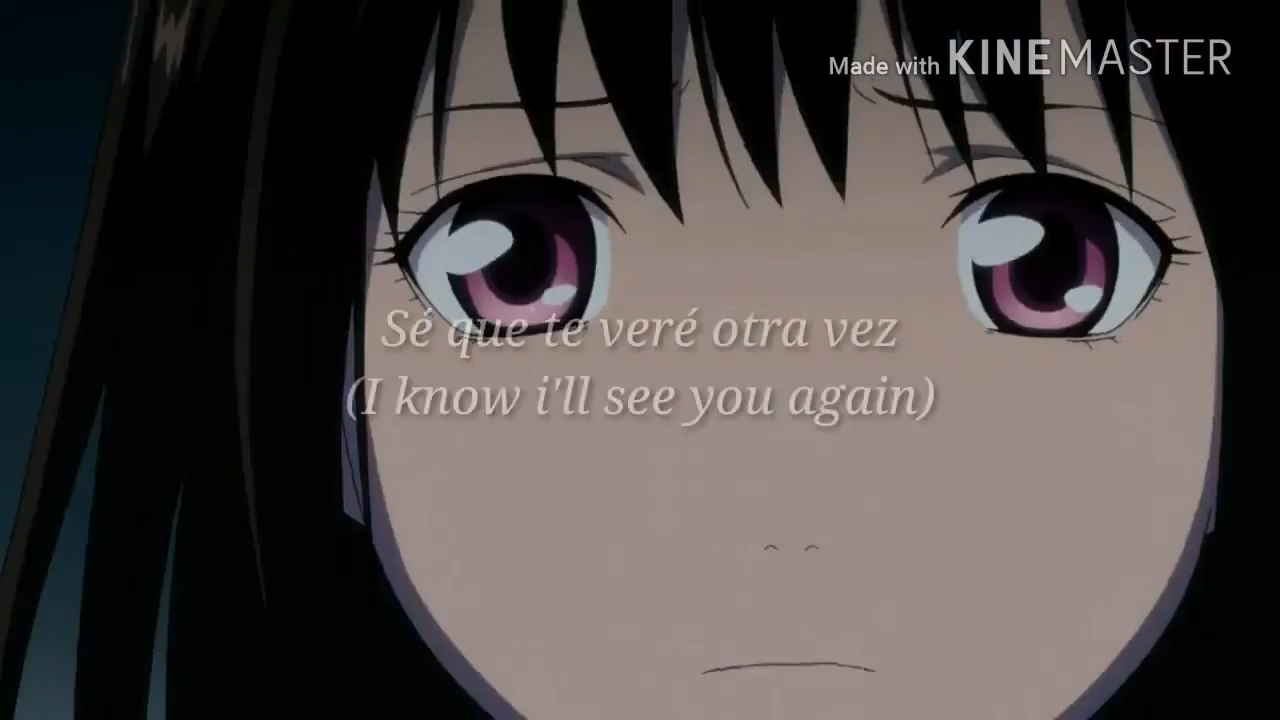 Made with KINEMASTER
Sé que te veré otra vez
(I know i'll see you again)